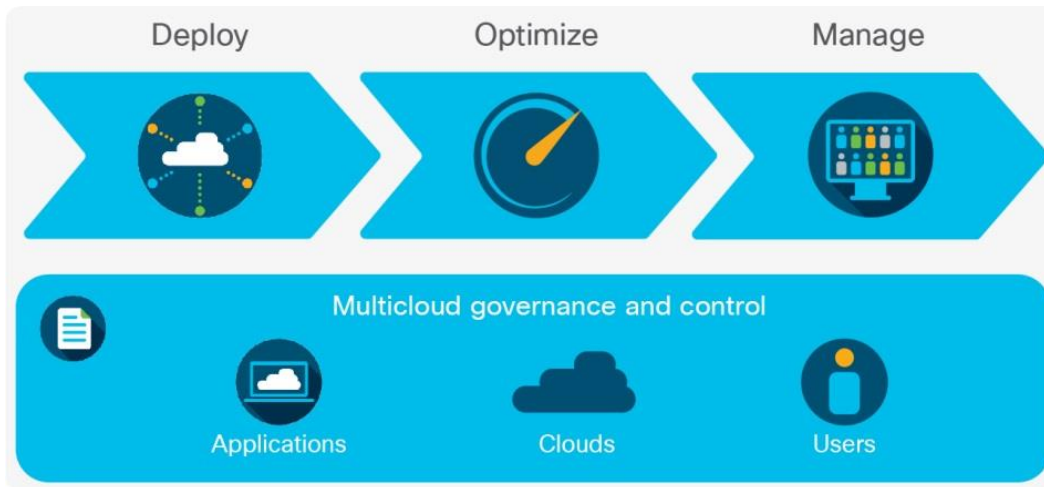 Deploy Optimize Manage
Multicloud governance and control
Applications Clouds Users